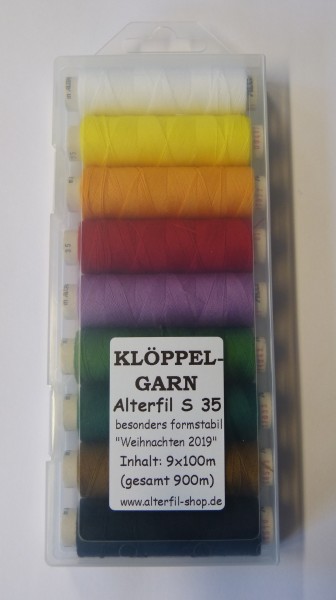 KLÖPPEL-
GARN
Alterfil S 35
besonders formstabil
"Weihnachten 2019"
Inhalt: 9x100m
(gesamt 900m)
www.alterfil-shop.de